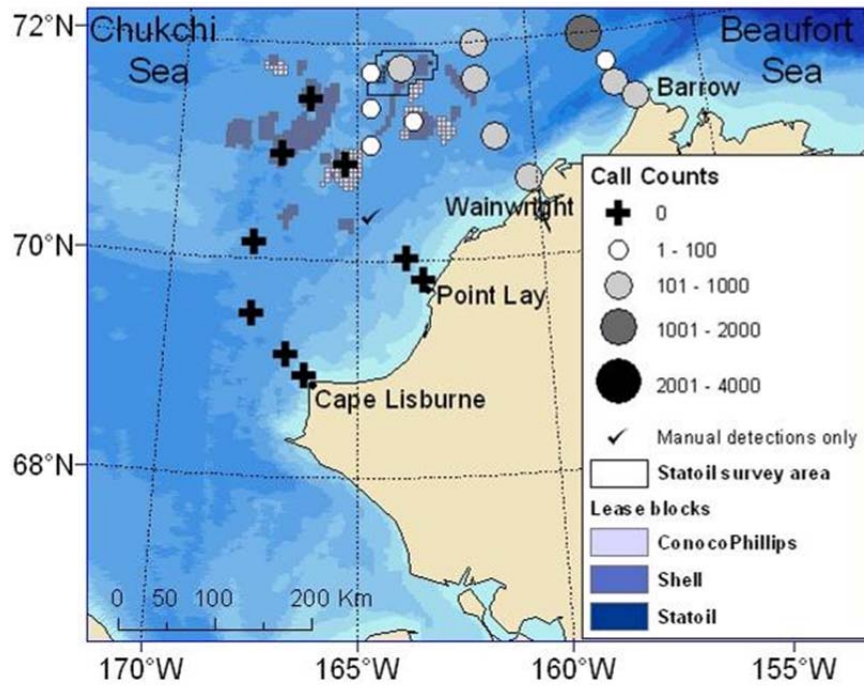 72°N
Chukchi
Sea
Beaufort
Sea
Barrow
Wainwright
70°N
Point Lay
Cape Lisburne
68°N
0 50 100 200 Km
170°W 165°W 160°W 155°W
Call Counts
0
1 - 100
101 - 1000
1001 - 2000
2001 - 4000
Manual detections only
Statoil survey area
Lease blocks
ConocoPhillips
Shell
Statoil